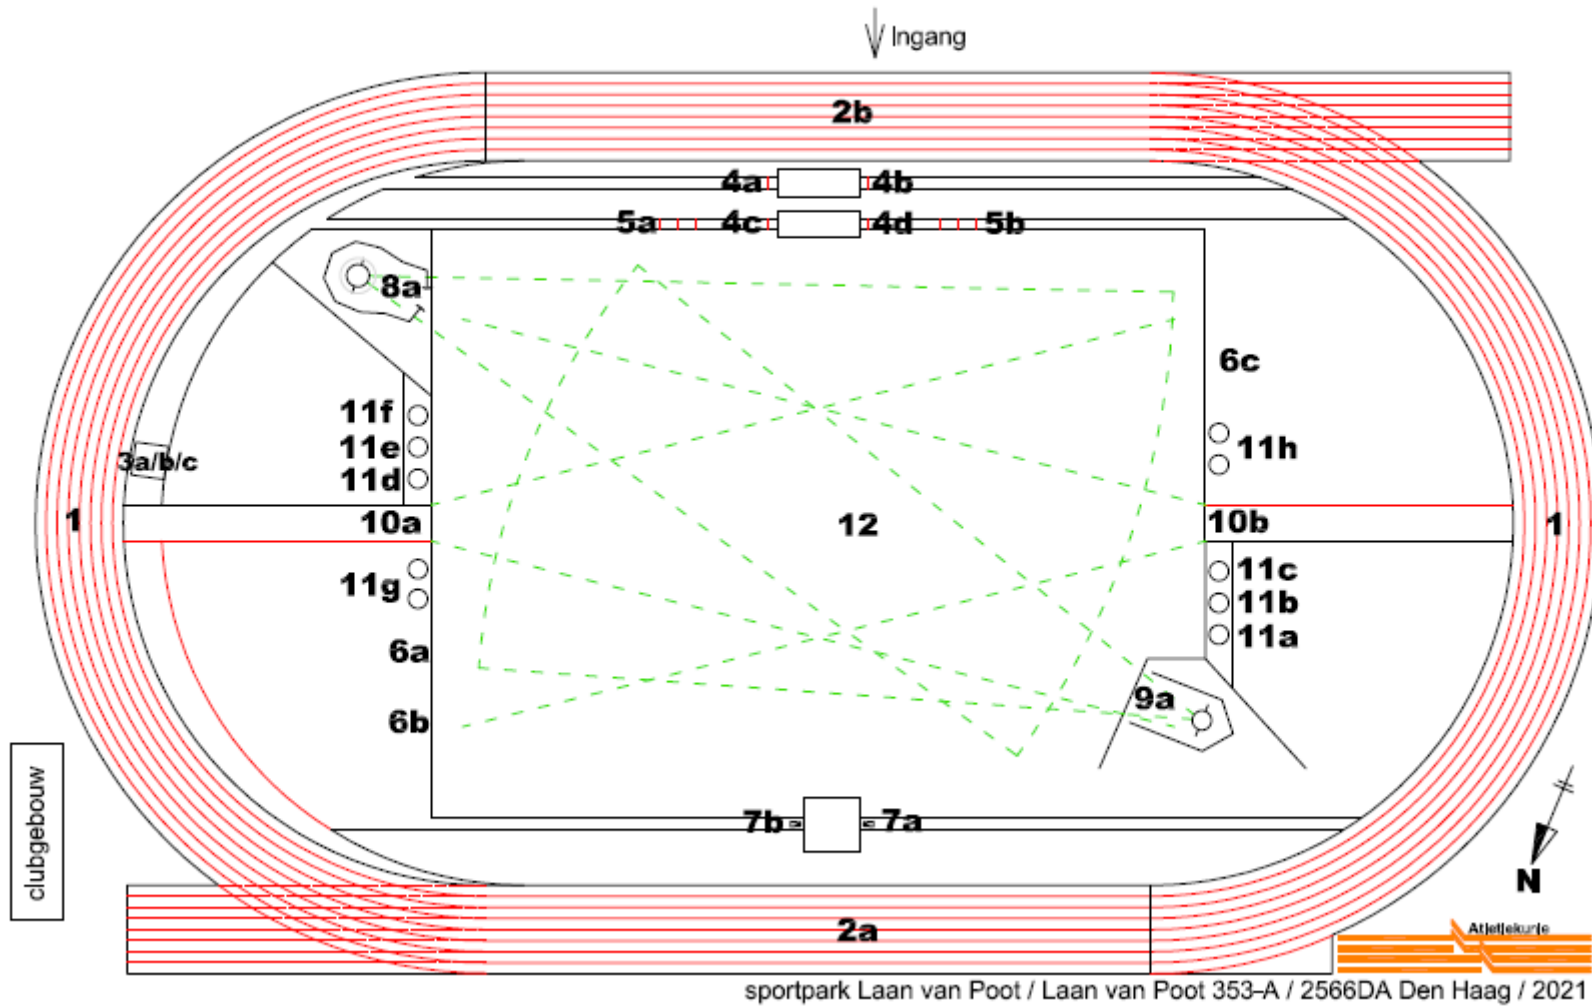 Ingang
2b
4a 4b
5a 4c 4d 5b
8a
6c
11f
11e 11h
3a/b/c
11d
1 10a 12 10b 1
11c
11g
11b
11a
6a
9a
6b
clubgebouw
7b 7a
N
2a
Atletiekunie
sportpark Laan van Poot / Laan van Poot 353-A / 2566DA Den Haag / 2021